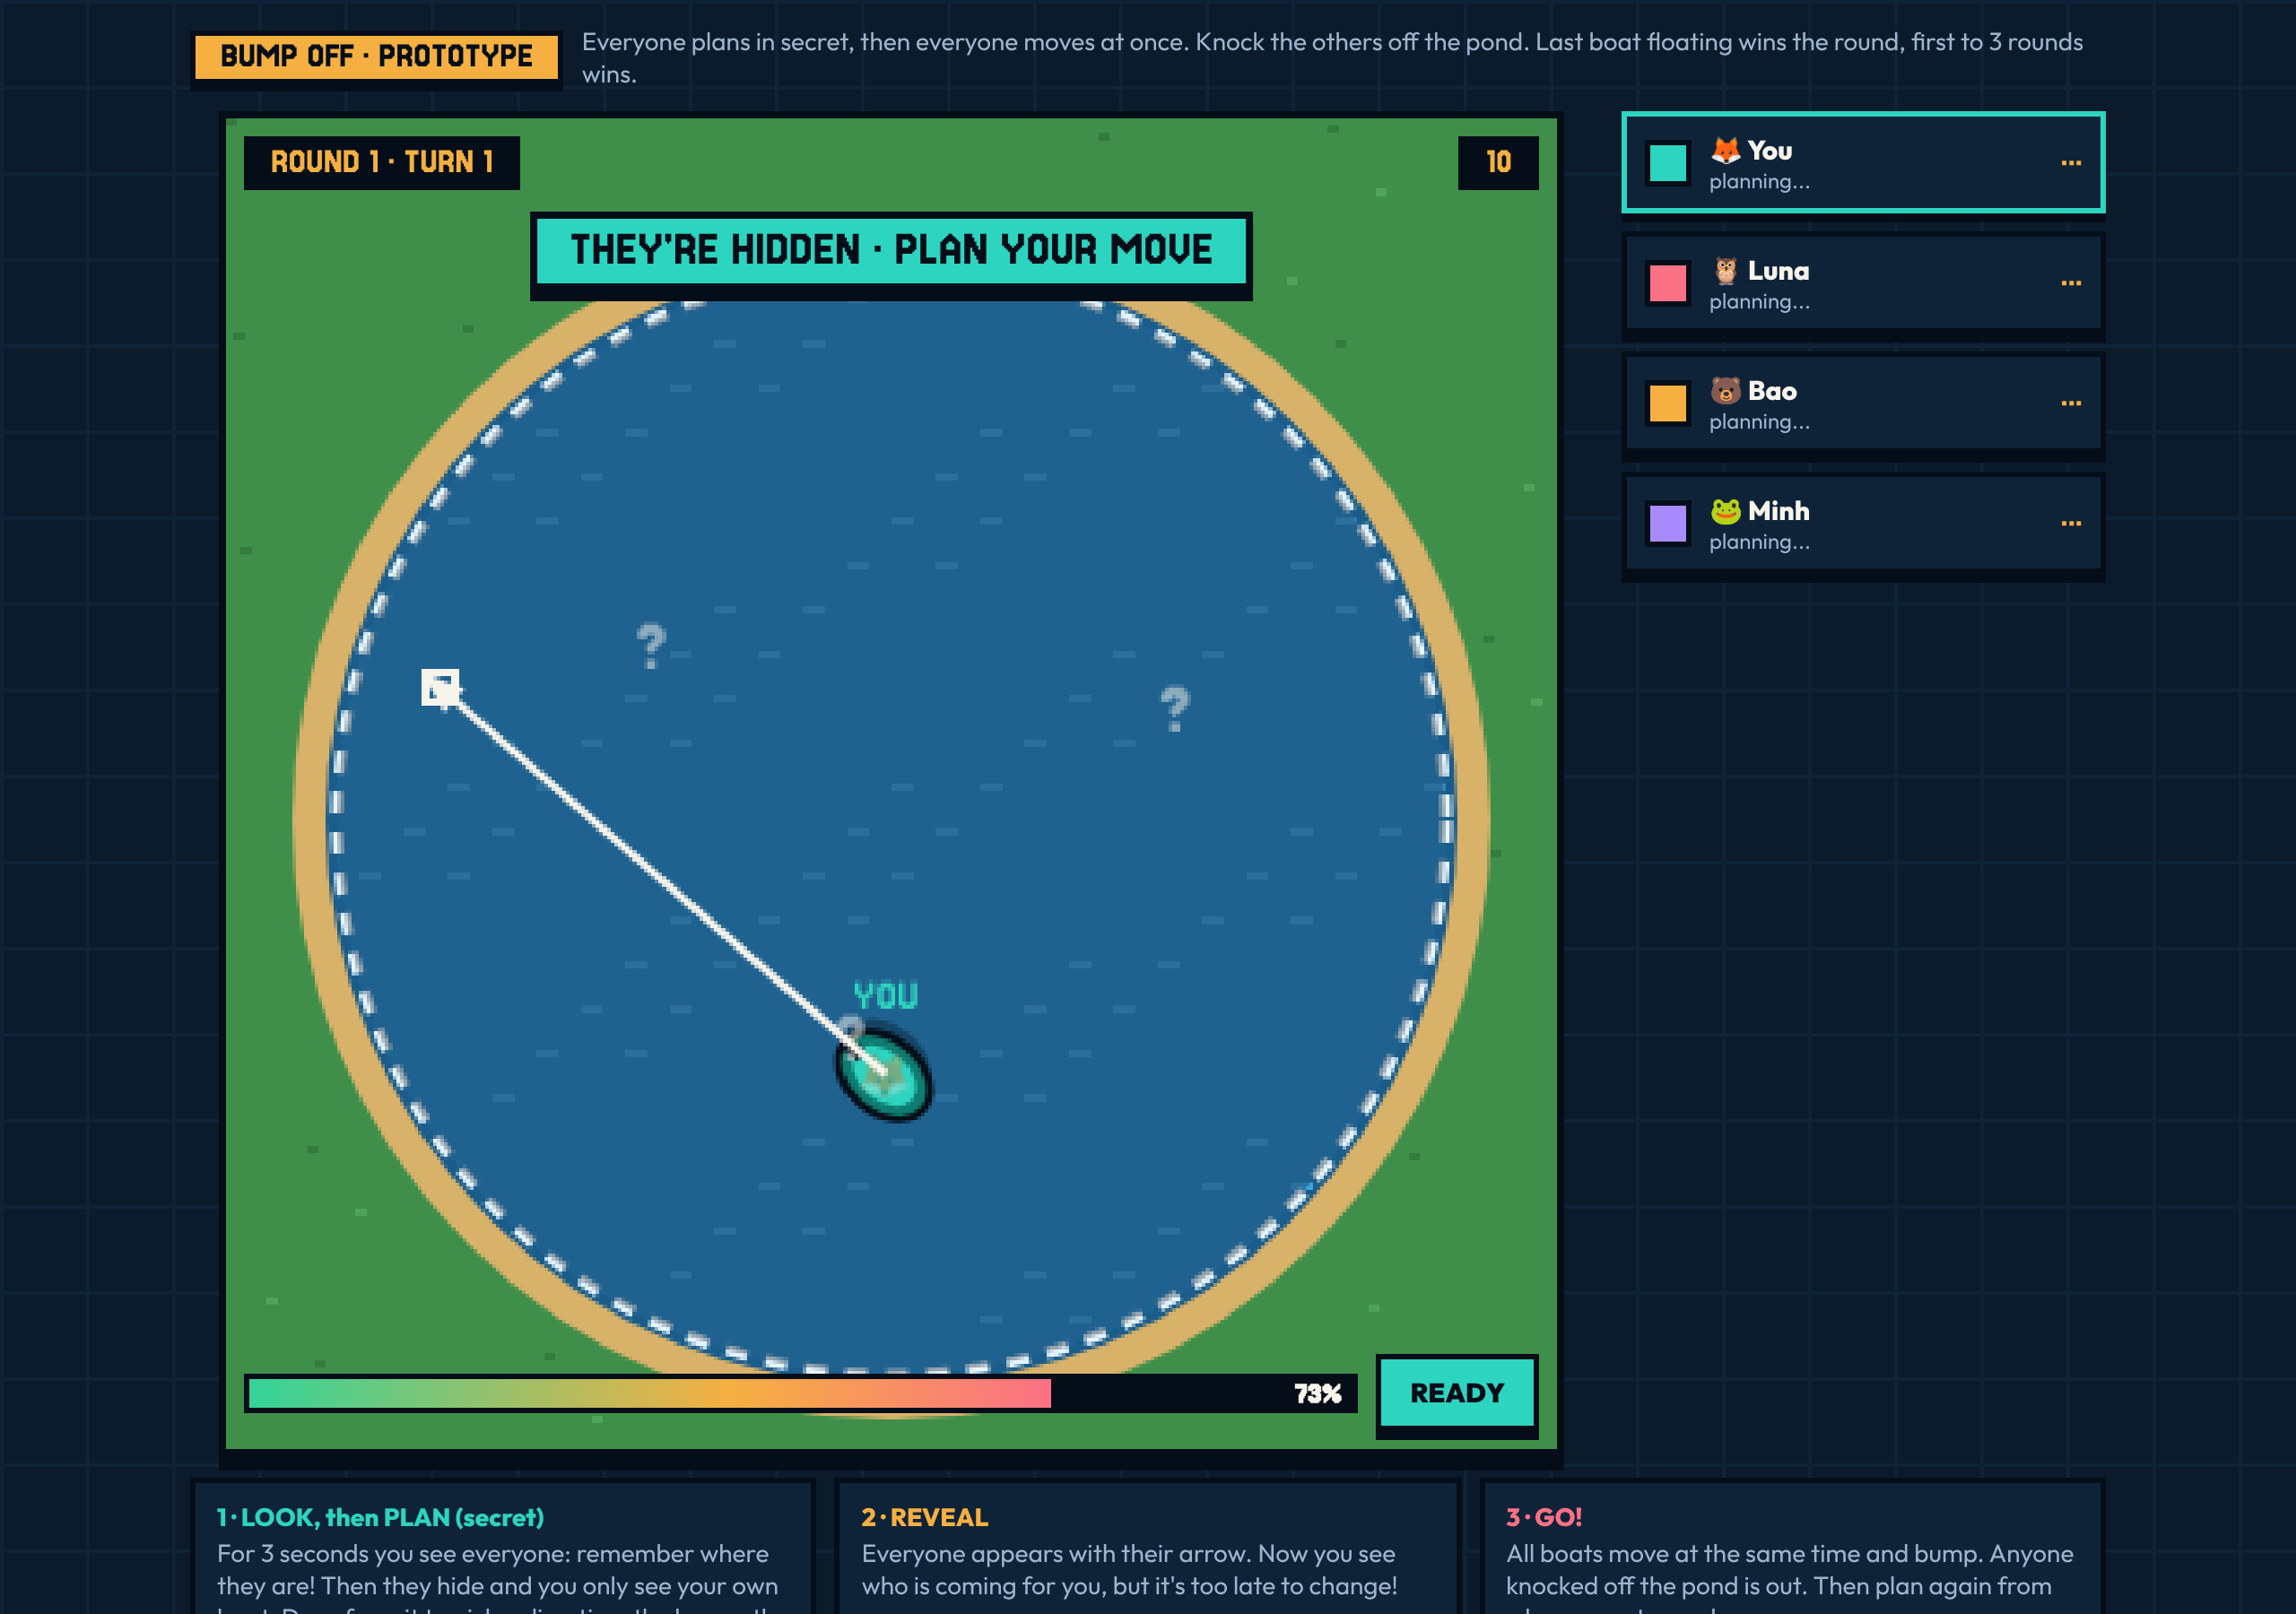 BUMP OFF · PROTOTYPE
Everyone plans in secret, then everyone moves at once. Knock the others off the pond. Last boat floating wins the round, first to 3 rounds
wins.
ROUND 1 · TURN 1
10
THEY'RE HIDDEN · PLAN YOUR MOVE
?
?
YOU
?
73%
READY
You
planning...
...
Luna
planning...
...
Bao
planning...
...
Minh
planning...
...
1 · LOOK, then PLAN (secret)
For 3 seconds you see everyone: remember where
they are! Then they hide and you only see your own
2 · REVEAL
Everyone appears with their arrow. Now you see
who is coming for you, but it's too late to change!
3 · GO!
All boats move at the same time and bump. Anyone
knocked off the pond is out. Then plan again from